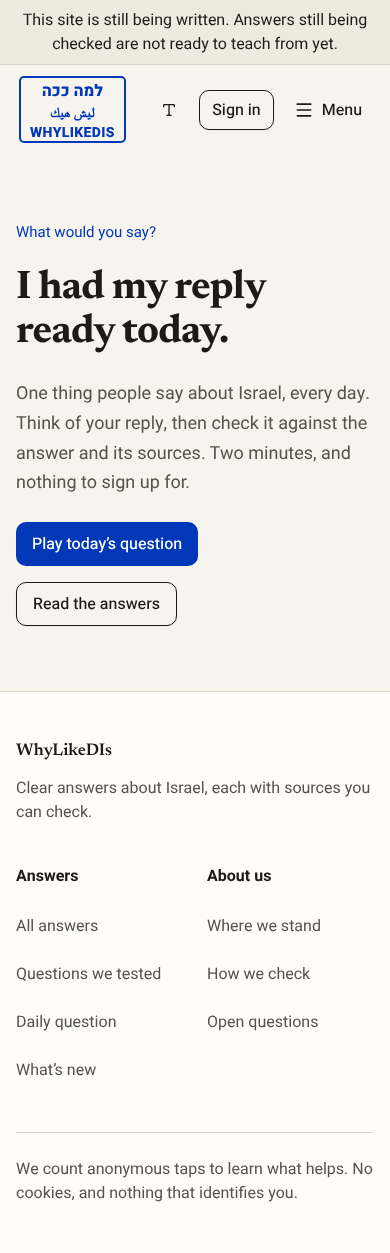 This site is still being written. Answers still being
checked are not ready to teach from yet.
למה ככה
ليش هيك
WHYLIKEDIS
T
Sign in
Menu
What would you say?
I had my reply
ready today.
One thing people say about Israel, every day.
Think of your reply, then check it against the
answer and its sources. Two minutes, and
nothing to sign up for.
Play today’s question
Read the answers
WhyLikeDIs
Clear answers about Israel, each with sources you
can check.
Answers
About us
All answers
Where we stand
Questions we tested
How we check
Daily question
Open questions
What’s new
We count anonymous taps to learn what helps. No
cookies, and nothing that identifies you.